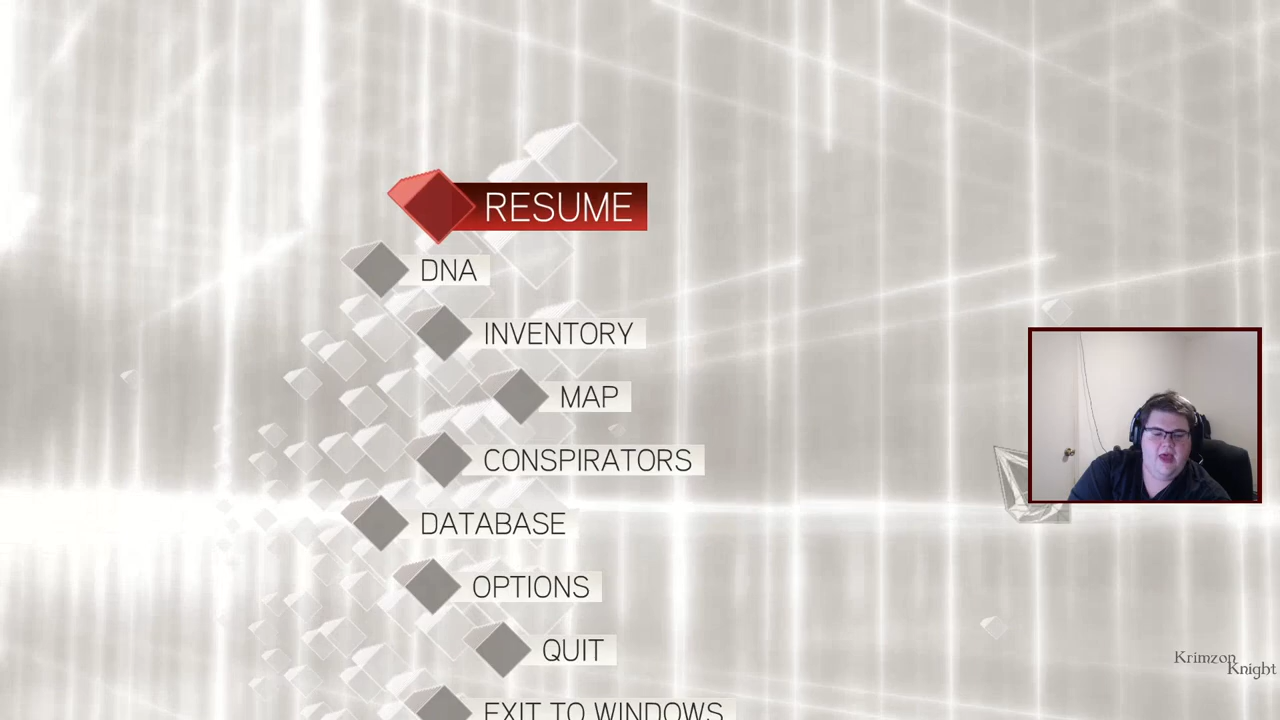 RESUME
DNA
INVENTORY
MAP
CONSPIRATORS
DATABASE
OPTIONS
QUIT
EXIT TO WINDOWS
Krimzon
Knight